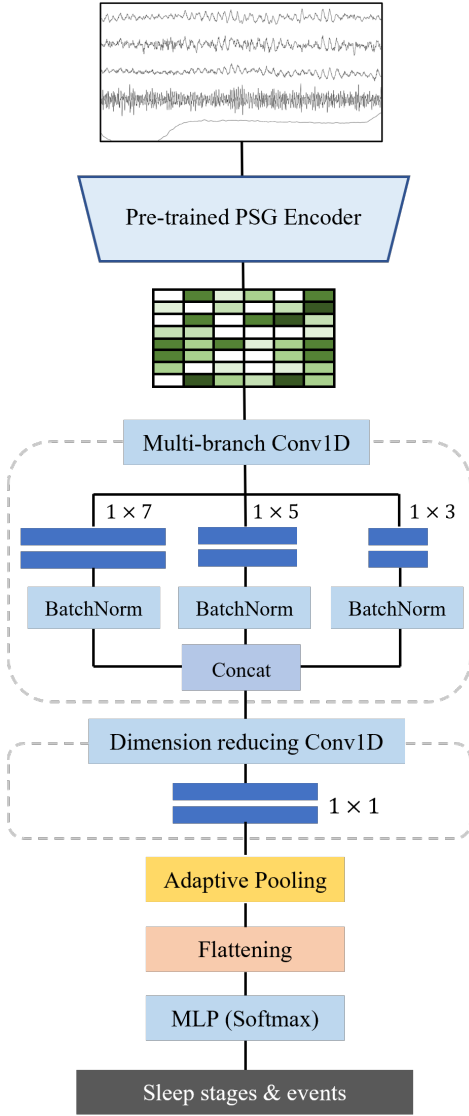 Pre-trained PSG Encoder
Multi-branch Conv1D
1 × 7
1 × 5
1 × 3
BatchNorm
BatchNorm
BatchNorm
Concat
Dimension reducing Conv1D
1 × 1
Adaptive Pooling
Flattening
MLP (Softmax)
Sleep stages & events